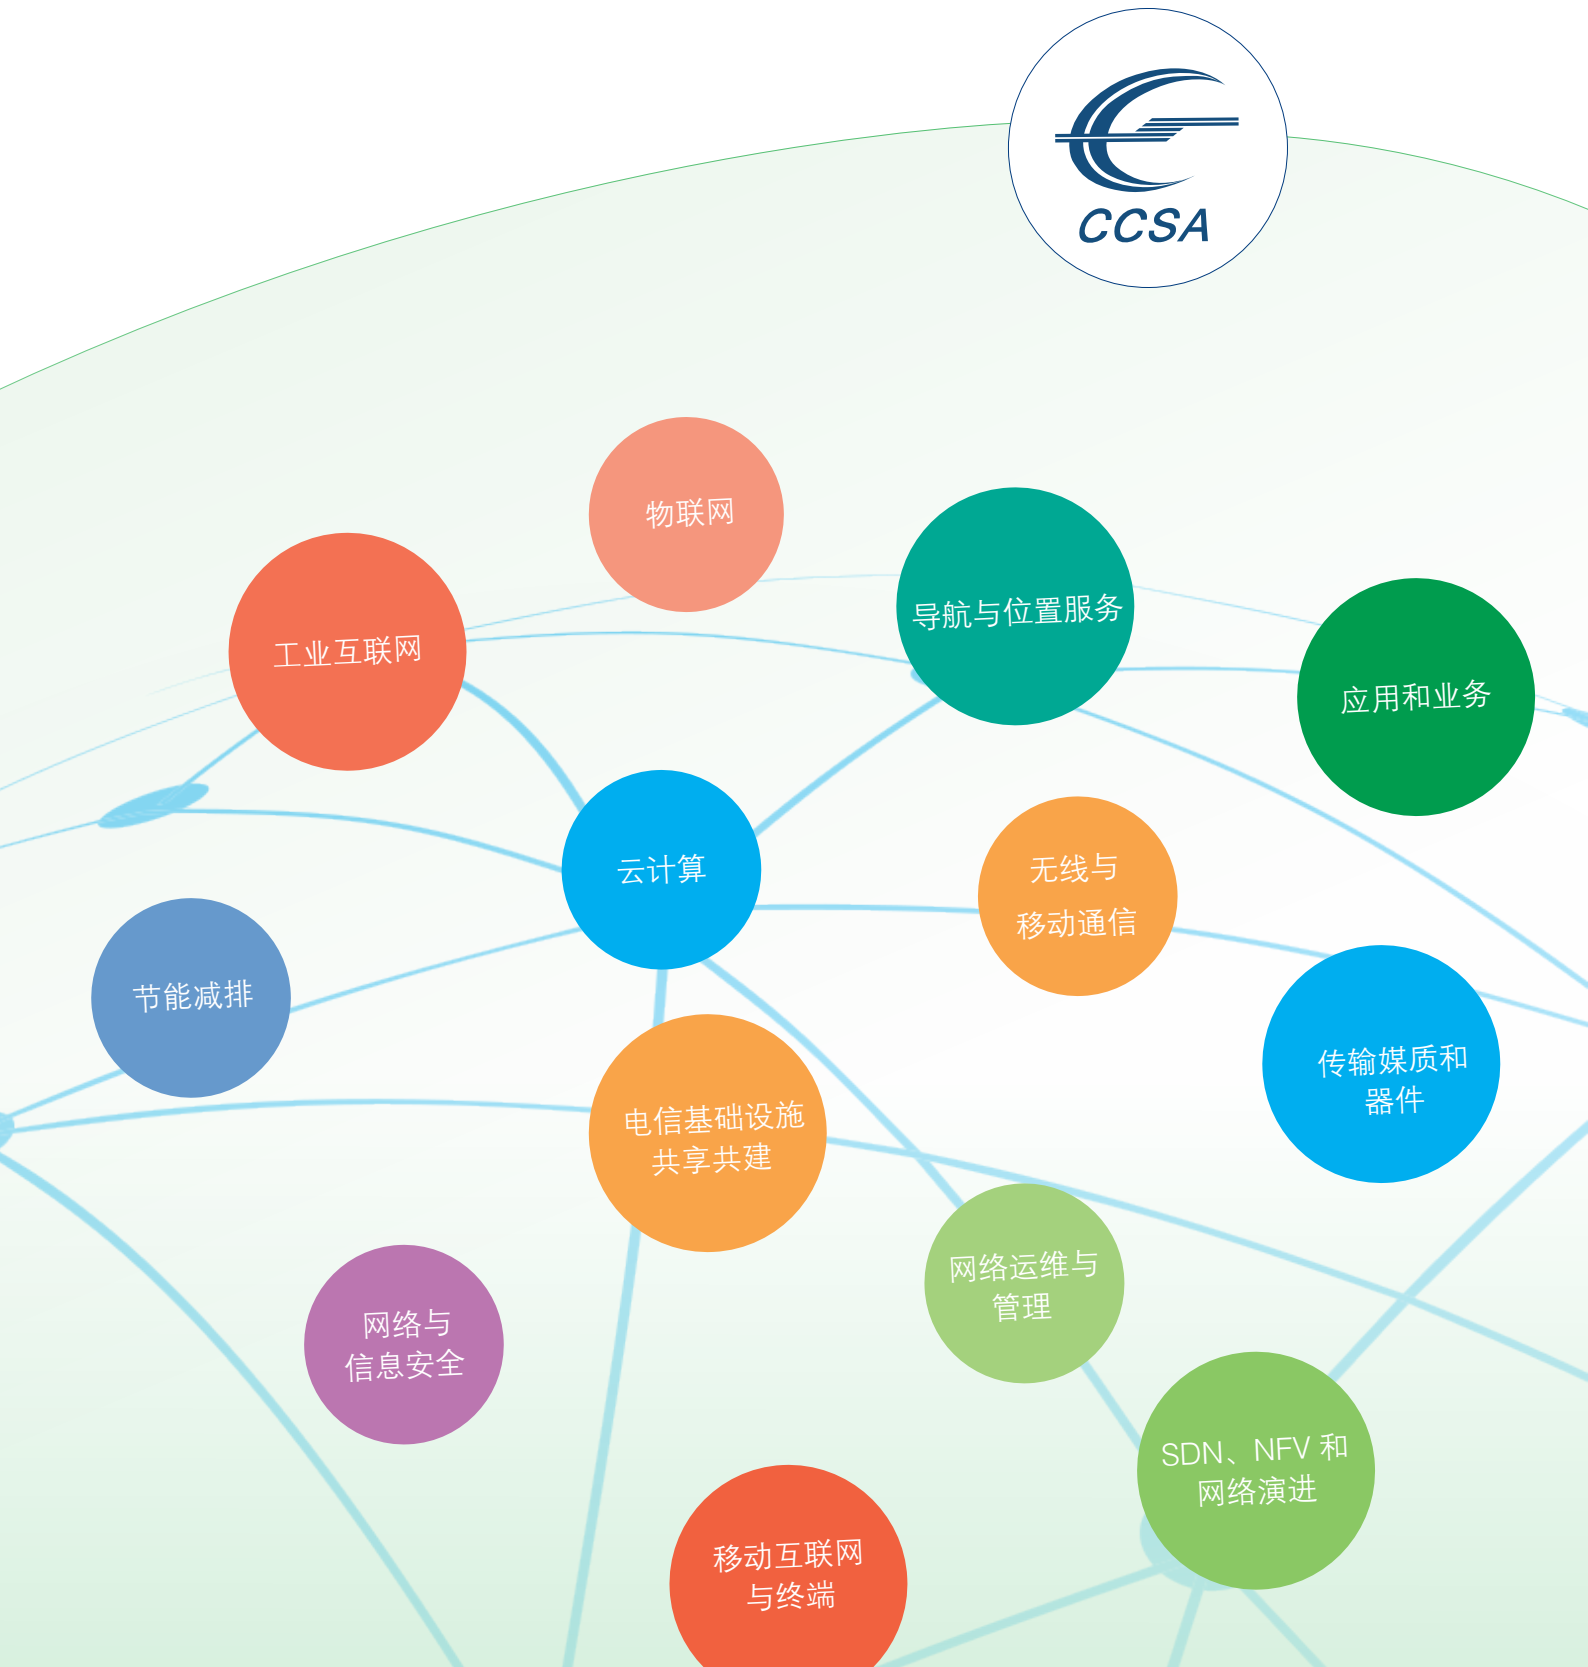 CCSA
物联网
导航与位置服务
工业互联网
应用和业务
云计算
无线与
移动通信
节能减排
传输媒质和
器件
电信基础设施
共享共建
网络运维与
管理
网络与
信息安全
SDN、NFV 和
网络演进
移动互联网
与终端